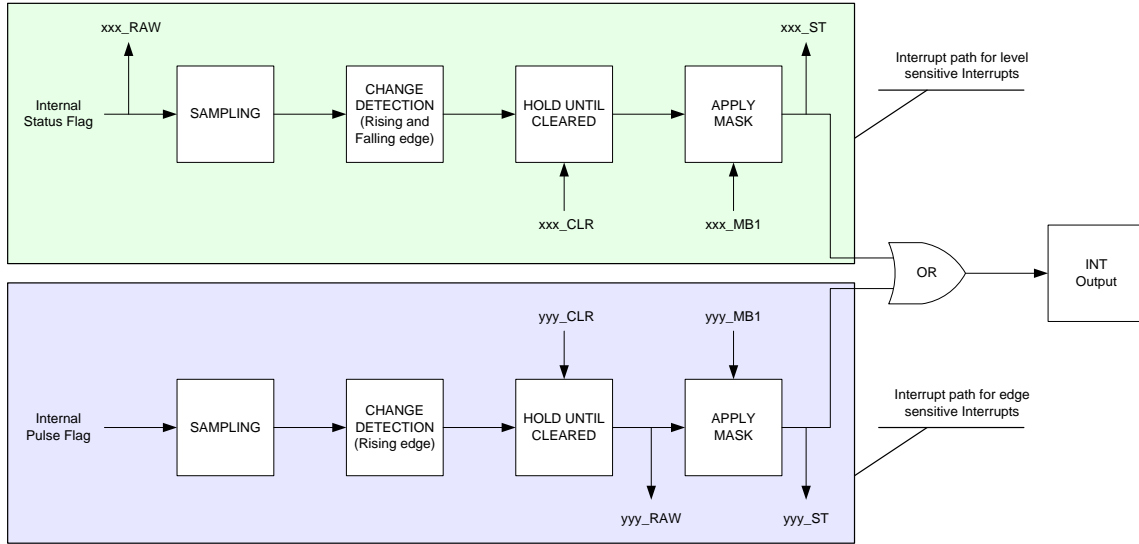 xxx_RAW
xxx_ST
Internal
Status Flag
SAMPLING
CHANGE
DETECTION
(Rising and
Falling edge)
HOLD UNTIL
CLEARED
APPLY
MASK
xxx_CLR
xxx_MB1
Interrupt path for level
sensitive Interrupts
OR
INT
Output
yyy_CLR
yyy_MB1
Internal
Pulse Flag
SAMPLING
CHANGE
DETECTION
(Rising edge)
HOLD UNTIL
CLEARED
APPLY
MASK
yyy_RAW
yyy_ST
Interrupt path for edge
sensitive Interrupts